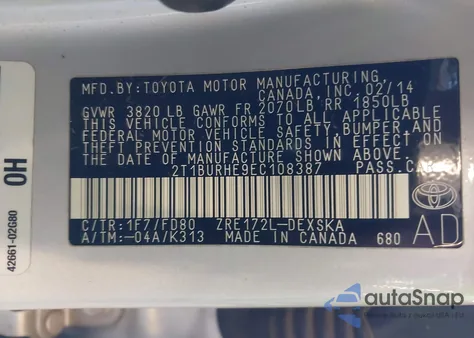 MFD.BY:TOYOTA MOTOR MANUFACTURING,
CANADA,INC. 02/14
GVWR 3820 LB GAWR FR 2070LB RR 1850LB
THIS VEHICLE CONFORMS TO ALL APPLICABLE
FEDERAL MOTOR VEHICLE SAFETY, BUMPER, AND
THEFT PREVENTION STANDARDS IN EFFECT ON
THE DATE OF MANUFACTURE SHOWN ABOVE.
2T1BURHE9EC108387 PASS.CAR
C/TR:1F7/FD80 ZRE172L-DEXSKA
A/TM:-04A/K313 MADE IN CANADA 680
AD
42661-02680
OH
autoSnap